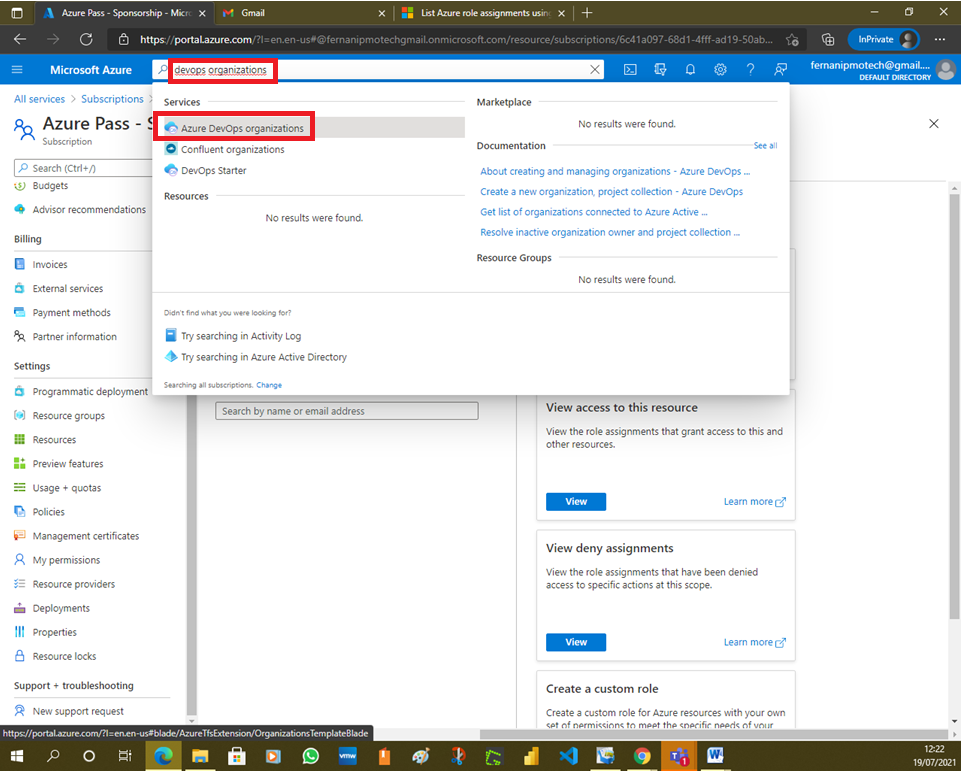 Azure Pass - Sponsorship - Micro
Gmail
List Azure role assignments using
https://portal.azure.com/?l=en.en-us#@fernanipmotechgmail.onmicrosoft.com/resource/subscriptions/6c41a097-68d1-4fff-ad19-50ab...
InPrivate
Microsoft Azure
devops organizations
fernanipmotech@gmail....
DEFAULT DIRECTORY
All services > Subscriptions >
Azure Pass - S
Subscription
Search (Ctrl+/)
Budgets
Advisor recommendations
Billing
Invoices
External services
Payment methods
Partner information
Settings
Programmatic deployment
Resource groups
Resources
Preview features
Usage + quotas
Policies
Management certificates
My permissions
Resource providers
Deployments
Properties
Resource locks
Support + troubleshooting
New support request
Services
Azure DevOps organizations
Confluent organizations
DevOps Starter
Resources
No results were found.
Marketplace
No results were found.
Documentation
See all
About creating and managing organizations - Azure DevOps ...
Create a new organization, project collection - Azure DevOps
Get list of organizations connected to Azure Active ...
Resolve inactive organization owner and project collection ...
Resource Groups
No results were found.
Didn't find what you were looking for?
Try searching in Activity Log
Try searching in Azure Active Directory
Searching all subscriptions. Change
Search by name or email address
View access to this resource
View the role assignments that grant access to this and
other resources.
View
Learn more
View deny assignments
View the role assignments that have been denied
access to specific actions at this scope.
View
Learn more
Create a custom role
Create a custom role for Azure resources with your own
set of permissions to meet the specific needs of your
https://portal.azure.com/?l=en.en-us#blade/AzureTfsExtension/OrganizationsTemplateBlade
vmw
1
12:22
19/07/2021